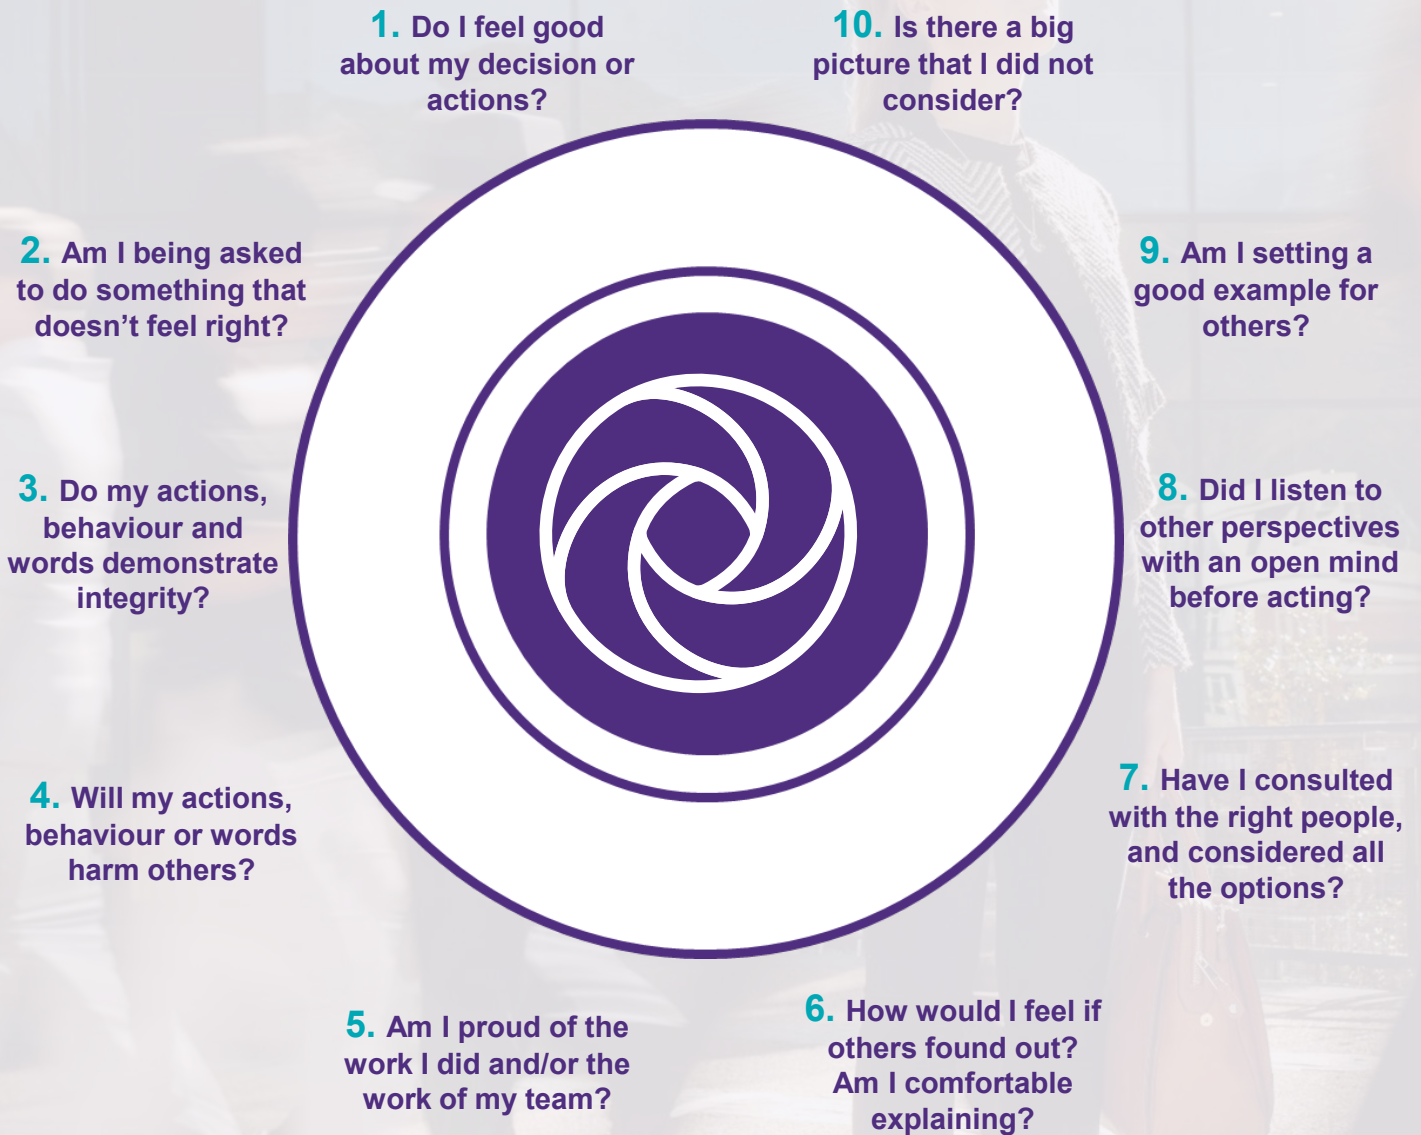 1. Do I feel good
about my decision or
actions?
2. Am I being asked
to do something that
doesn’t feel right?
3. Do my actions,
behaviour and
words demonstrate
integrity?
4. Will my actions,
behaviour or words
harm others?
5. Am I proud of the
work I did and/or the
work of my team?
6. How would I feel if
others found out?
Am I comfortable
explaining?
7. Have I consulted
with the right people,
and considered all
the options?
8. Did I listen to
other perspectives
with an open mind
before acting?
9. Am I setting a
good example for
others?
10. Is there a big
picture that I did not
consider?